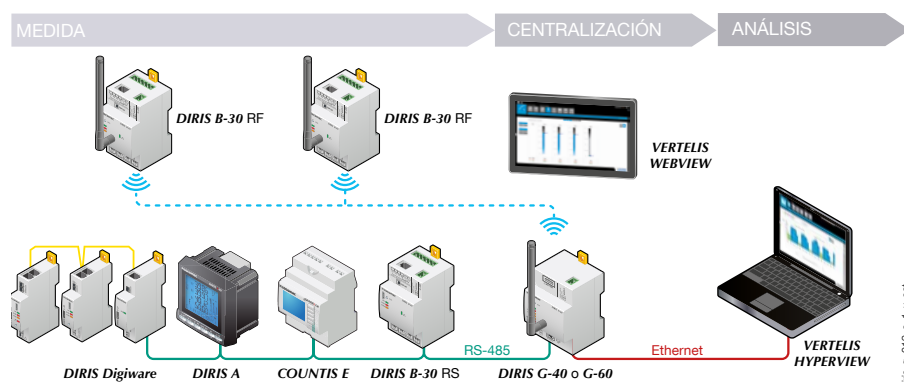 MEDIDA
CENTRALIZACIÓN
ANÁLISIS
DIRIS B-30 RF
DIRIS B-30 RF
VERTELIS
WEBVIEW
RS-485
Ethernet
DIRIS Digiware
DIRIS A
COUNTIS E
DIRIS B-30 RS
DIRIS G-40 o G-60
VERTELIS
HYPERVIEW